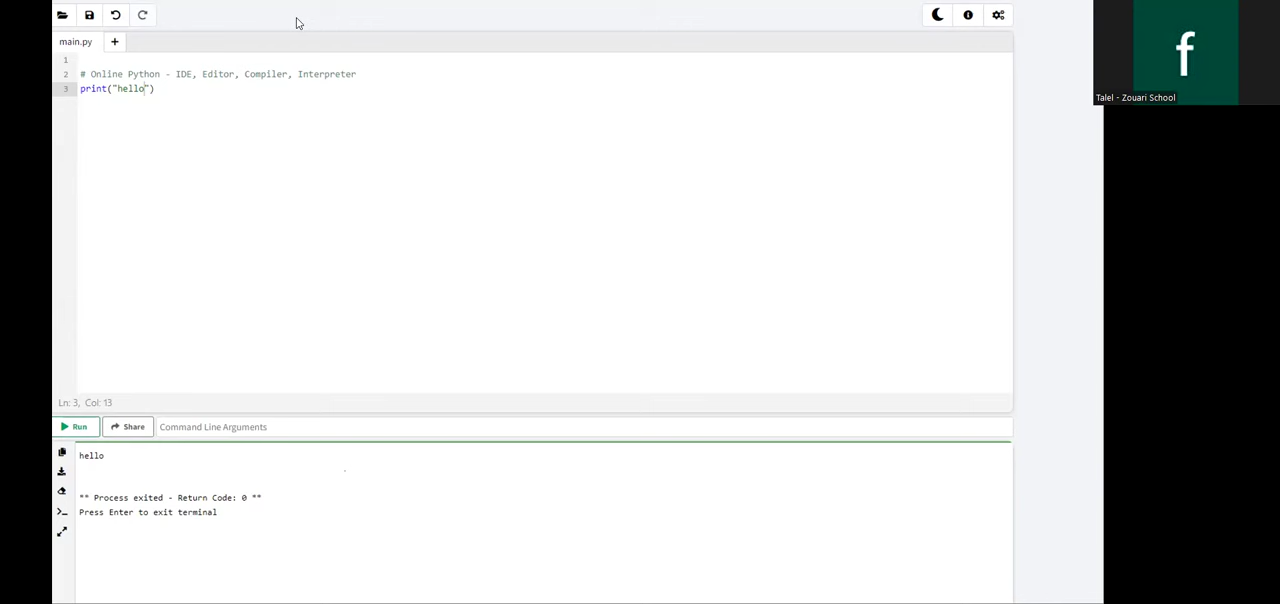 main.py
1
2 # Online Python - IDE, Editor, Compiler, Interpreter
3 print("hello")
Ln: 3, Col: 13
Run Share Command Line Arguments
hello
** Process exited - Return Code: 0 **
Press Enter to exit terminal
f
Talel - Zouari School